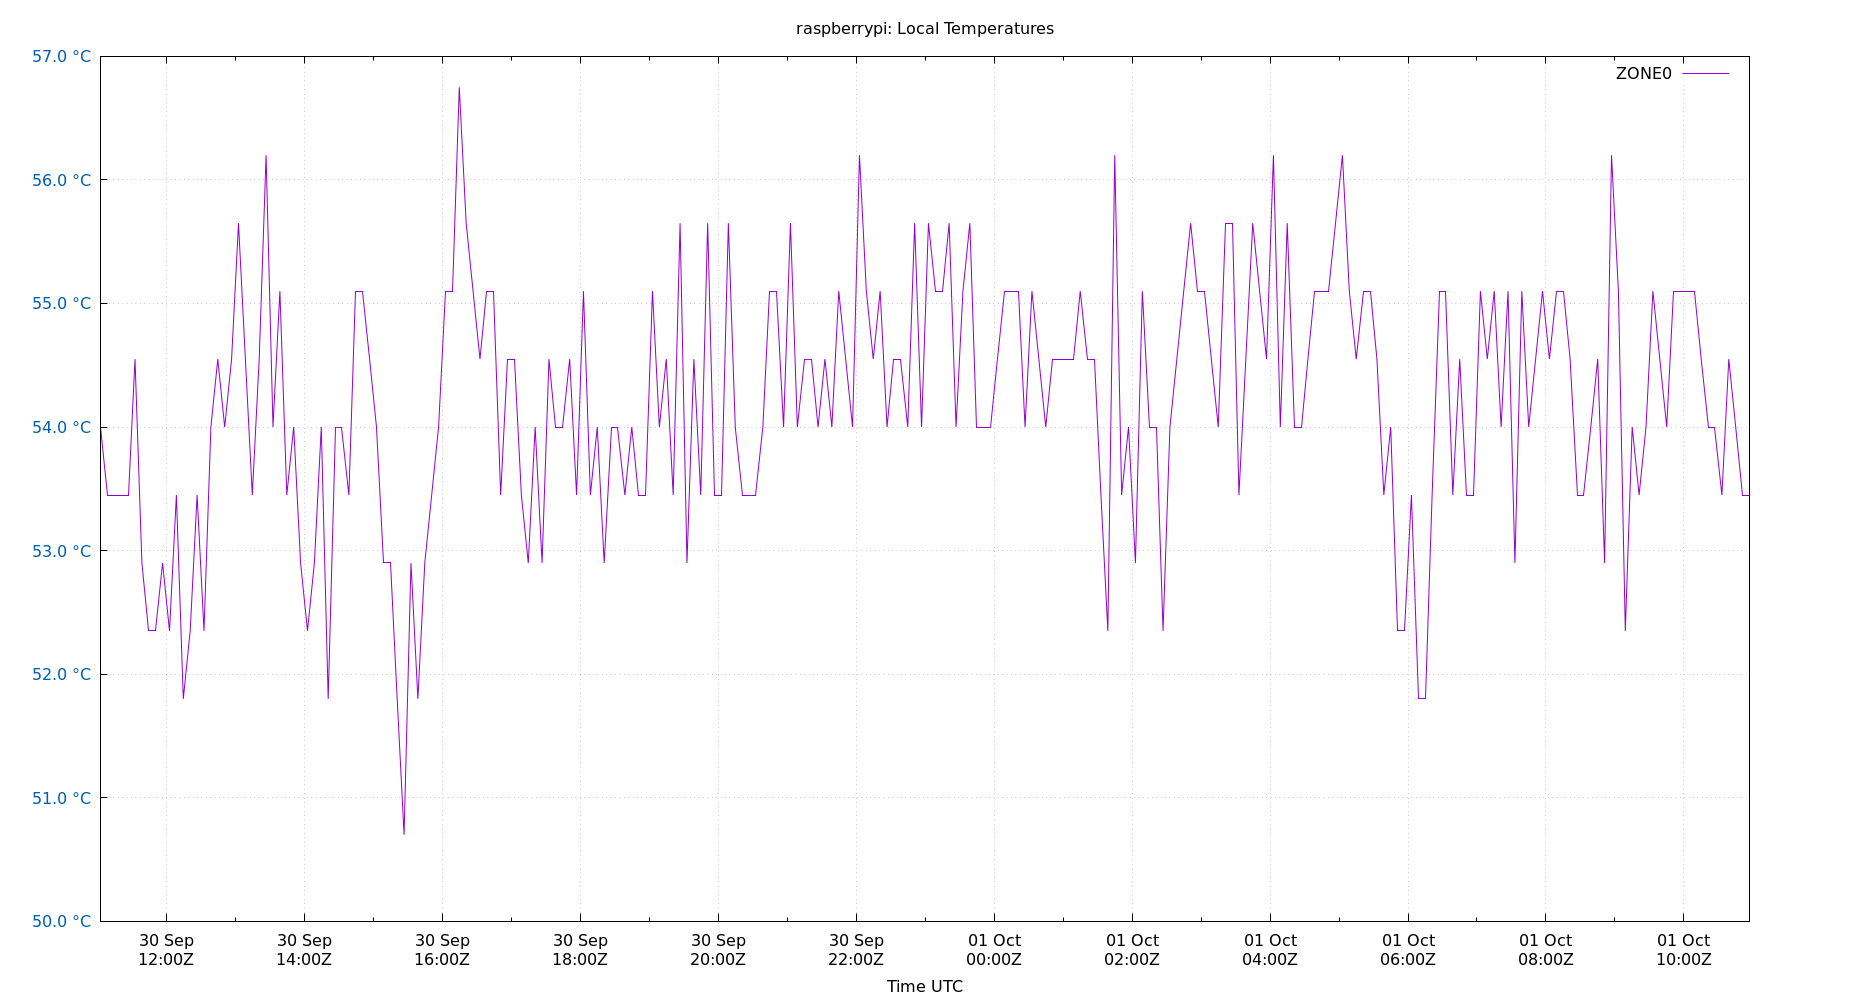 raspberrypi: Local Temperatures
57.0 °C
ZONE0
56.0 °C
55.0 °C
54.0 °C
53.0 °C
52.0 °C
51.0 °C
50.0 °C
30 Sep 30 Sep 30 Sep 30 Sep 30 Sep 30 Sep 01 Oct 01 Oct 01 Oct 01 Oct 01 Oct 01 Oct
12:00Z 14:00Z 16:00Z 18:00Z 20:00Z 22:00Z 00:00Z 02:00Z 04:00Z 06:00Z 08:00Z 10:00Z
Time UTC